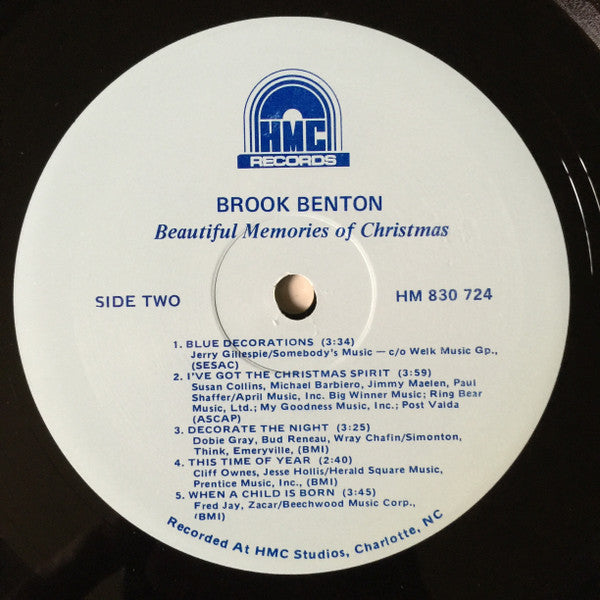 HMC
RECORDS
BROOK BENTON
Beautiful Memories of Christmas
SIDE TWO
HM 830 724
1. BLUE DECORATIONS (3:34)
Jerry Gillespie/Somebody's Music — c/o Welk Music Gp.,
(SESAC)
2. I'VE GOT THE CHRISTMAS SPIRIT (3:59)
Susan Collins, Michael Barbiero, Jimmy Maelen, Paul
Shaffer/April Music, Inc. Big Winner Music; Ring Bear
Music, Ltd.; My Goodness Music, Inc.; Post Valda
(ASCAP)
3. DECORATE THE NIGHT (3:25)
Dobie Gray, Bud Reneau, Wray Chafin/Simonton,
Think, Emeryville, (BMI)
4. THIS TIME OF YEAR (2:40)
Cliff Ownes, Jesse Hollis/Herald Square Music,
Prentice Music, Inc., (BMI)
5. WHEN A CHILD IS BORN (3:45)
Fred Jay, Zacar/Beechwood Music Corp.,
(BMI)
Recorded At HMC Studios, Charlotte, NC